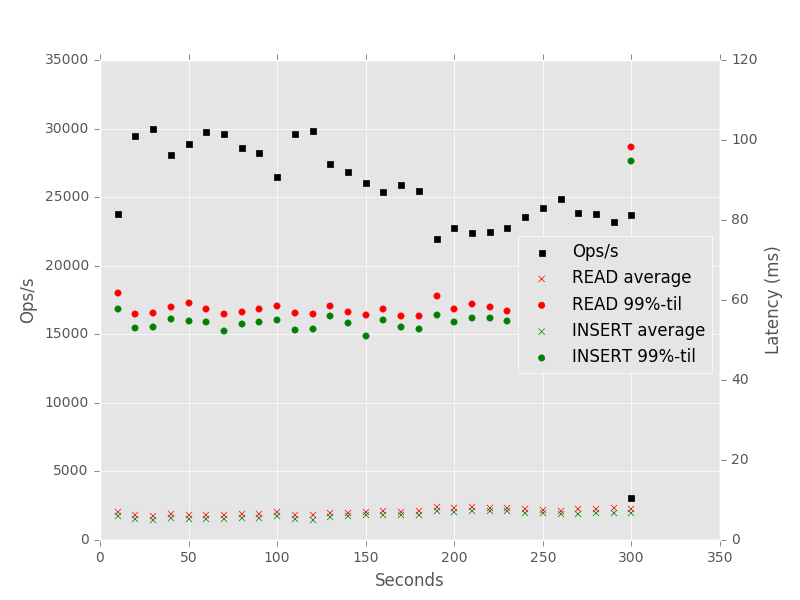 35000
30000
25000
20000
15000
10000
5000
0
Ops/s
120
100
80
60
40
20
0
Latency (ms)
Ops/s
READ average
READ 99%-til
INSERT average
INSERT 99%-til
0 50 100 150 200 250 300 350
Seconds